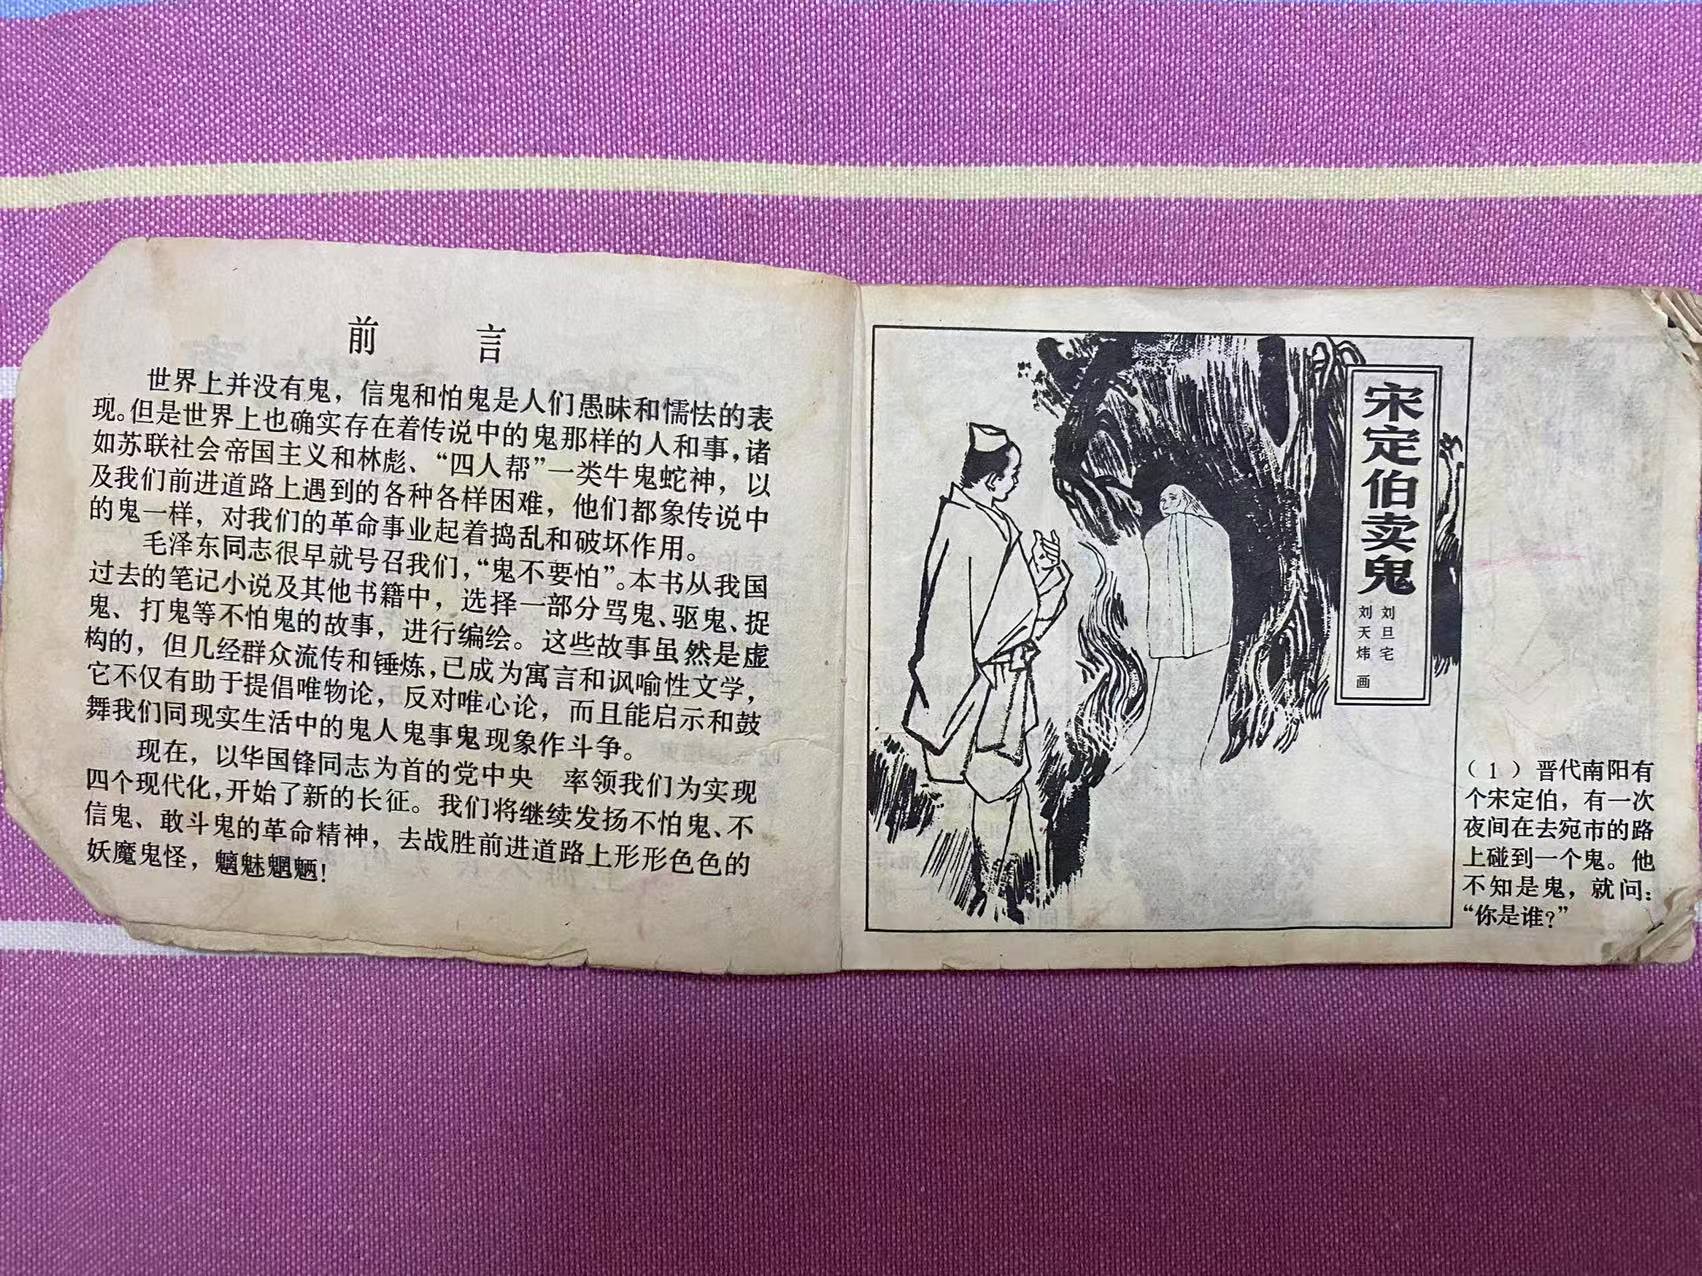 前言
世界上并没有鬼，信鬼和怕鬼是人们愚昧和懦怯的表
现。但是世界上也确实存在着传说中的鬼那样的人和事，诸
如苏联社会帝国主义和林彪、“四人帮”一类牛鬼蛇神，以
及我们前进道路上遇到的各种各样困难，他们都象传说中
的鬼一样，对我们的革命事业起着捣乱和破坏作用。
毛泽东同志很早就号召我们，“鬼不要怕”。本书从我国
过去的笔记小说及其他书籍中，选择一部分骂鬼、驱鬼、捉
鬼、打鬼等不怕鬼的故事，进行编绘。这些故事虽然是虚
构的，但几经群众流传和锤炼，已成为寓言和讽喻性文学，
它不仅有助于提倡唯物论，反对唯心论，而且能启示和鼓
舞我们同现实生活中的鬼人鬼事鬼现象作斗争。
现在，以华国锋同志为首的党中央　率领我们为实现
四个现代化，开始了新的长征。我们将继续发扬不怕鬼、不
信鬼、敢斗鬼的革命精神，去战胜前进道路上形形色色的
妖魔鬼怪，魑魅魍魉！
宋定伯卖鬼
刘旦宅
刘天炜 画
（1）晋代南阳有
个宋定伯，有一次
夜间在去宛市的路
上碰到一个鬼。他
不知是鬼，就问：
“你是谁？”